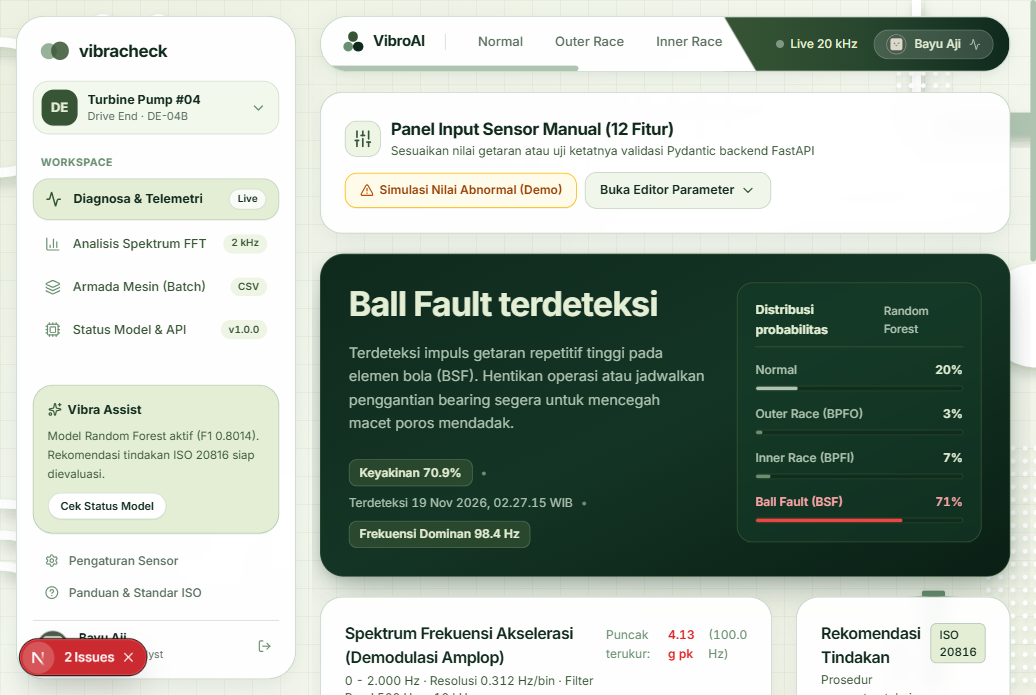 vibracheck
DE
Turbine Pump #04
Drive End · DE-04B
WORKSPACE
Diagnosa & Telemetri Live
Analisis Spektrum FFT 2 kHz
Armada Mesin (Batch) CSV
Status Model & API v1.0.0
Vibra Assist
Model Random Forest aktif (F1 0.8014).
Rekomendasi tindakan ISO 20816 siap
dievaluasi.
Cek Status Model
Pengaturan Sensor
Panduan & Standar ISO
Bayu Aji
yst
N 2 Issues
VibroAI Normal Outer Race Inner Race Live 20 kHz Bayu Aji
Panel Input Sensor Manual (12 Fitur)
Sesuaikan nilai getaran atau uji ketatnya validasi Pydantic backend FastAPI
Simulasi Nilai Abnormal (Demo) Buka Editor Parameter
Ball Fault terdeteksi
Terdeteksi impuls getaran repetitif tinggi pada
elemen bola (BSF). Hentikan operasi atau jadwalkan
penggantian bearing segera untuk mencegah
macet poros mendadak.
Keyakinan 70.9% •
Terdeteksi 19 Nov 2026, 02.27.15 WIB •
Frekuensi Dominan 98.4 Hz
Distribusi
probabilitas
Random
Forest
Normal 20%
Outer Race (BPFO) 3%
Inner Race (BPFI) 7%
Ball Fault (BSF) 71%
Spektrum Frekuensi Akselerasi
(Demodulasi Amplop)
Puncak
terukur:
4.13
g pk
(100.0
Hz)
0 - 2.000 Hz · Resolusi 0.312 Hz/bin · Filter
Rekomendasi
Tindakan
ISO
20816
Prosedur